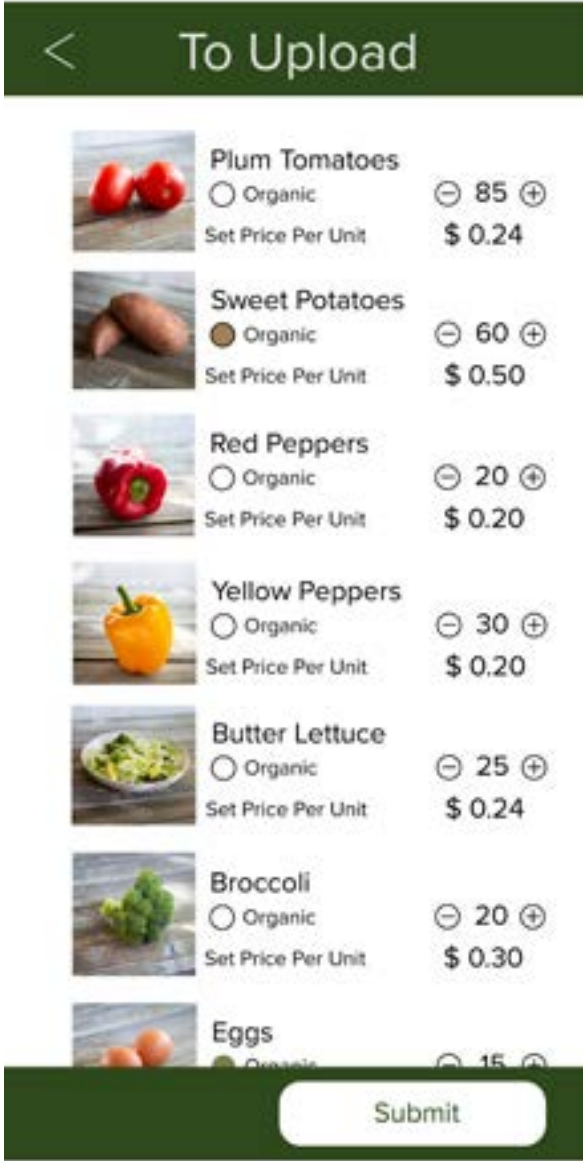 To Upload
Plum Tomatoes
Organic 85
Set Price Per Unit $ 0.24
Sweet Potatoes
Organic 60
Set Price Per Unit $ 0.50
Red Peppers
Organic 20
Set Price Per Unit $ 0.20
Yellow Peppers
Organic 30
Set Price Per Unit $ 0.20
Butter Lettuce
Organic 25
Set Price Per Unit $ 0.24
Broccoli
Organic 20
Set Price Per Unit $ 0.30
Eggs
Organic 15
Submit